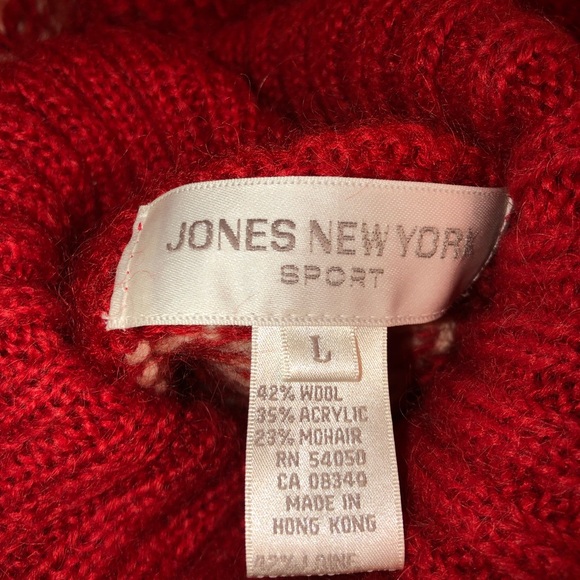 JONES NEW YORK
SPORT
L
42% WOOL
35% ACRYLIC
23% MOHAIR
RN 54050
CA 08340
MADE IN
HONG KONG
42% LAINE